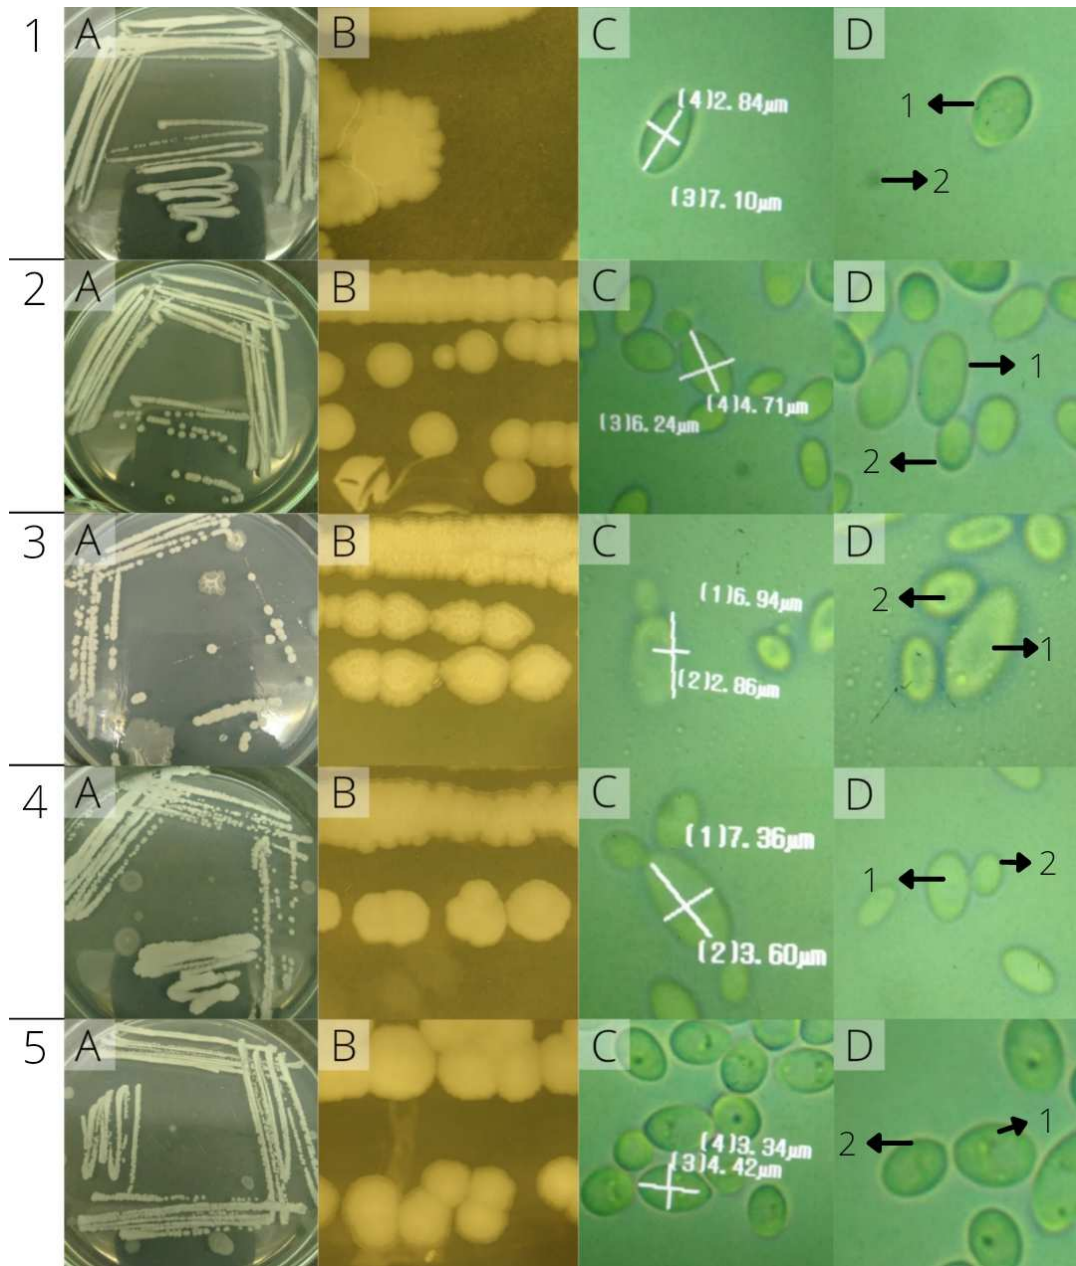 1 A B C D
(4)2.84µm
(3)7.10µm
1
2
2 A B C D
(4)4.71µm
(3)6.24µm
1
2
3 A B C D
(1)6.94µm
(2)2.86µm
2
1
4 A B C D
(1)7.36µm
(2)3.60µm
1
2
5 A B C D
(4)3.34µm
(3)4.42µm
1
2